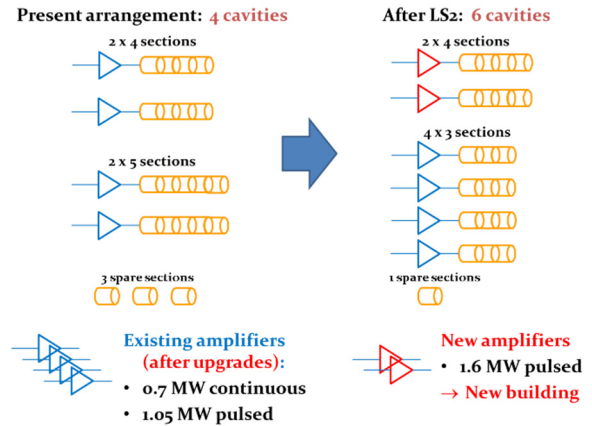 Present arrangement: 4 cavities
2 x 4 sections
2 x 5 sections
3 spare sections
Existing amplifiers
(after upgrades):
• 0.7 MW continuous
• 1.05 MW pulsed
After LS2: 6 cavities
2 x 4 sections
4 x 3 sections
1 spare section
New amplifiers
• 1.6 MW pulsed
→ New building